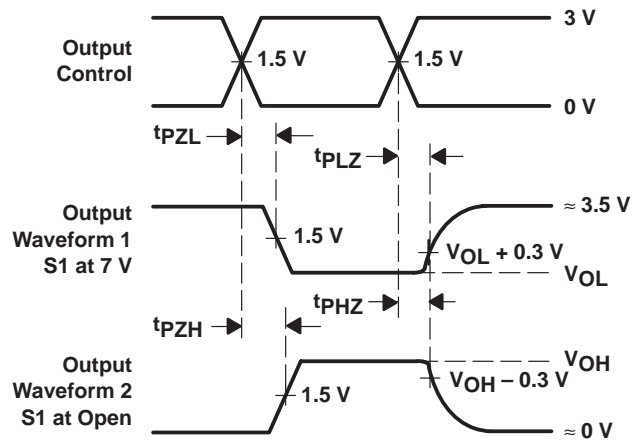 3 V
Output
Control
1.5 V
1.5 V
0 V
tPZL
tPLZ
Output
Waveform 1
S1 at 7 V
≈ 3.5 V
1.5 V
VOL + 0.3 V
VOL
tPZH
tPHZ
Output
Waveform 2
S1 at Open
VOH
1.5 V
VOH – 0.3 V
≈ 0 V